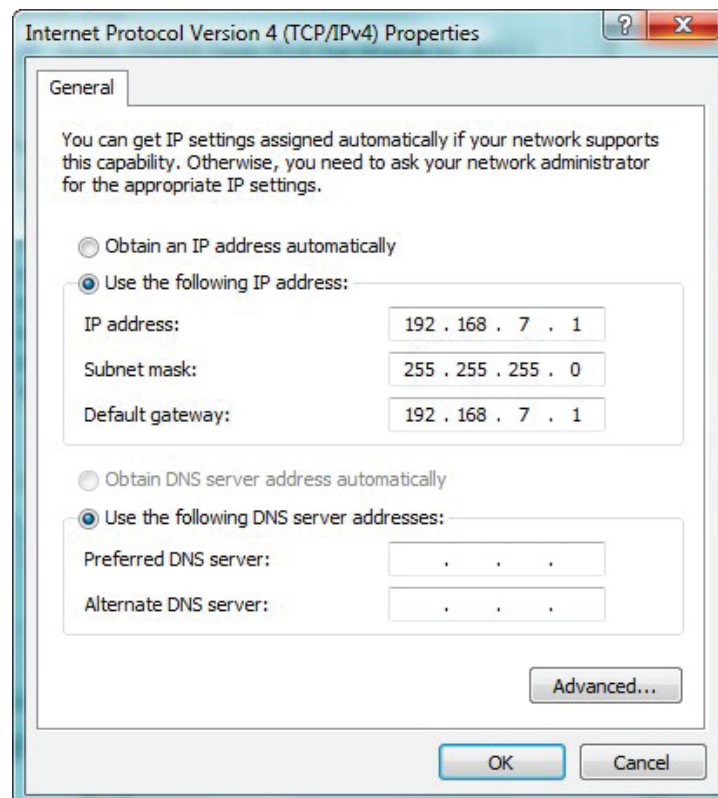 Internet Protocol Version 4 (TCP/IPv4) Properties
?
X
General
You can get IP settings assigned automatically if your network supports
this capability. Otherwise, you need to ask your network administrator
for the appropriate IP settings.
Obtain an IP address automatically
Use the following IP address:
IP address: 192 . 168 . 7 . 1
Subnet mask: 255 . 255 . 255 . 0
Default gateway: 192 . 168 . 7 . 1
Obtain DNS server address automatically
Use the following DNS server addresses:
Preferred DNS server: . . .
Alternate DNS server: . . .
Advanced...
OK Cancel